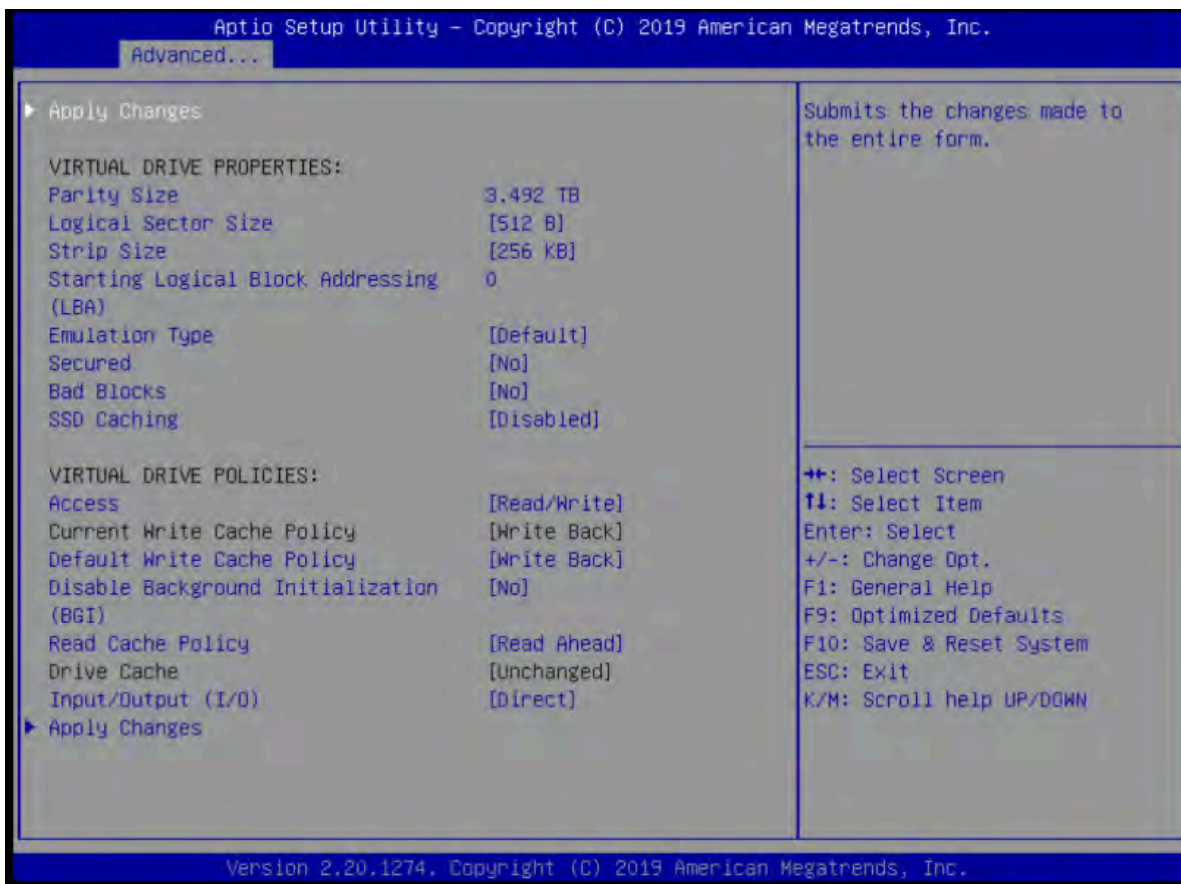 Aptio Setup Utility – Copyright (C) 2019 American Megatrends, Inc.
Advanced...
▶ Apply Changes
Submits the changes made to
the entire form.
VIRTUAL DRIVE PROPERTIES:
Parity Size 3.492 TB
Logical Sector Size [512 B]
Strip Size [256 KB]
Starting Logical Block Addressing 0
(LBA)
Emulation Type [Default]
Secured [No]
Bad Blocks [No]
SSD Caching [Disabled]
VIRTUAL DRIVE POLICIES:
Access [Read/Write]
Current Write Cache Policy [Write Back]
Default Write Cache Policy [Write Back]
Disable Background Initialization [No]
(BGI)
Read Cache Policy [Read Ahead]
Drive Cache [Unchanged]
Input/Output (I/O) [Direct]
▶ Apply Changes
→←: Select Screen
↑↓: Select Item
Enter: Select
+/-: Change Opt.
F1: General Help
F9: Optimized Defaults
F10: Save & Reset System
ESC: Exit
K/M: Scroll help UP/DOWN
Version 2.20.1274. Copyright (C) 2019 American Megatrends, Inc.